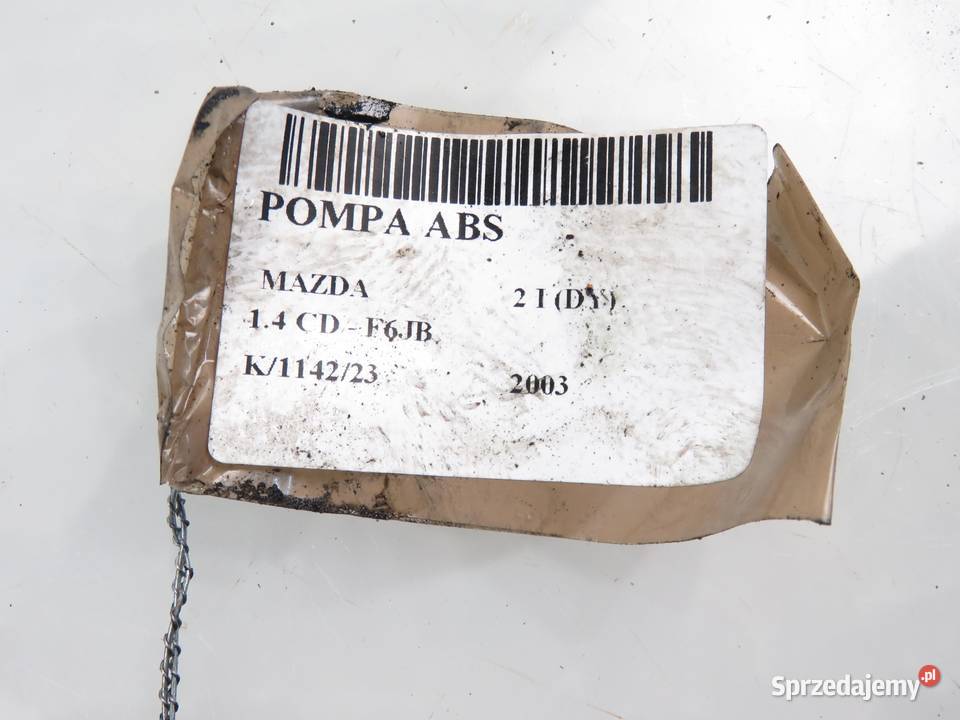 POMPA ABS
MAZDA 2 I (DY)
1.4 CD - F6JB
K/1142/23 2003
Sprzedajemy.pl